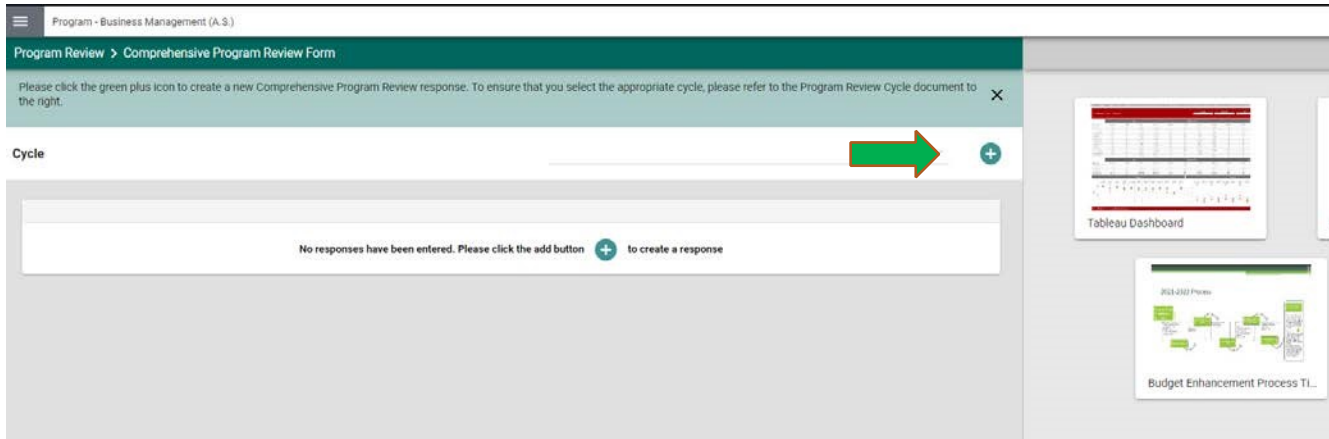 Program - Business Management (A.S.)
Program Review > Comprehensive Program Review Form
Please click the green plus icon to create a new Comprehensive Program Review response. To ensure that you select the appropriate cycle, please refer to the Program Review Cycle document to
the right.
Cycle
No responses have been entered. Please click the add button to create a response
Tableau Dashboard
Process
Budget Enhancement Process Ti...